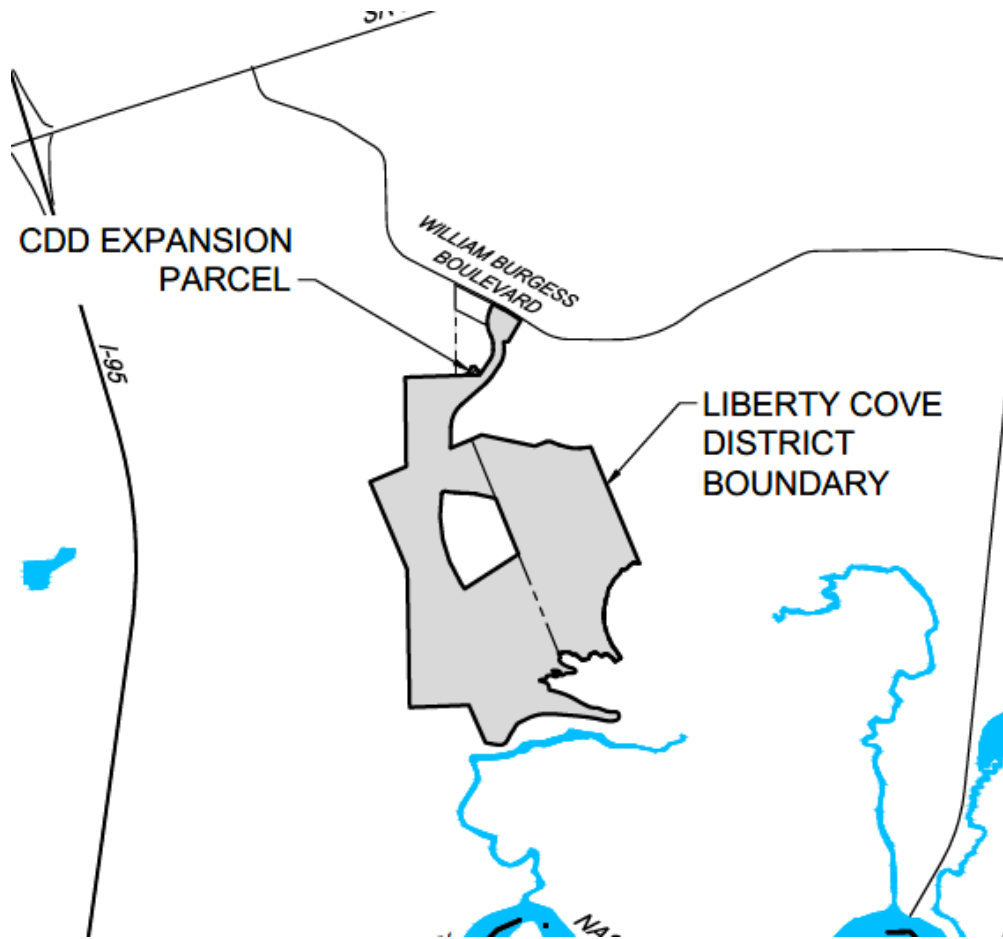 CDD EXPANSION
PARCEL
WILLIAM BURGESS
BOULEVARD
I-95
LIBERTY COVE
DISTRICT
BOUNDARY